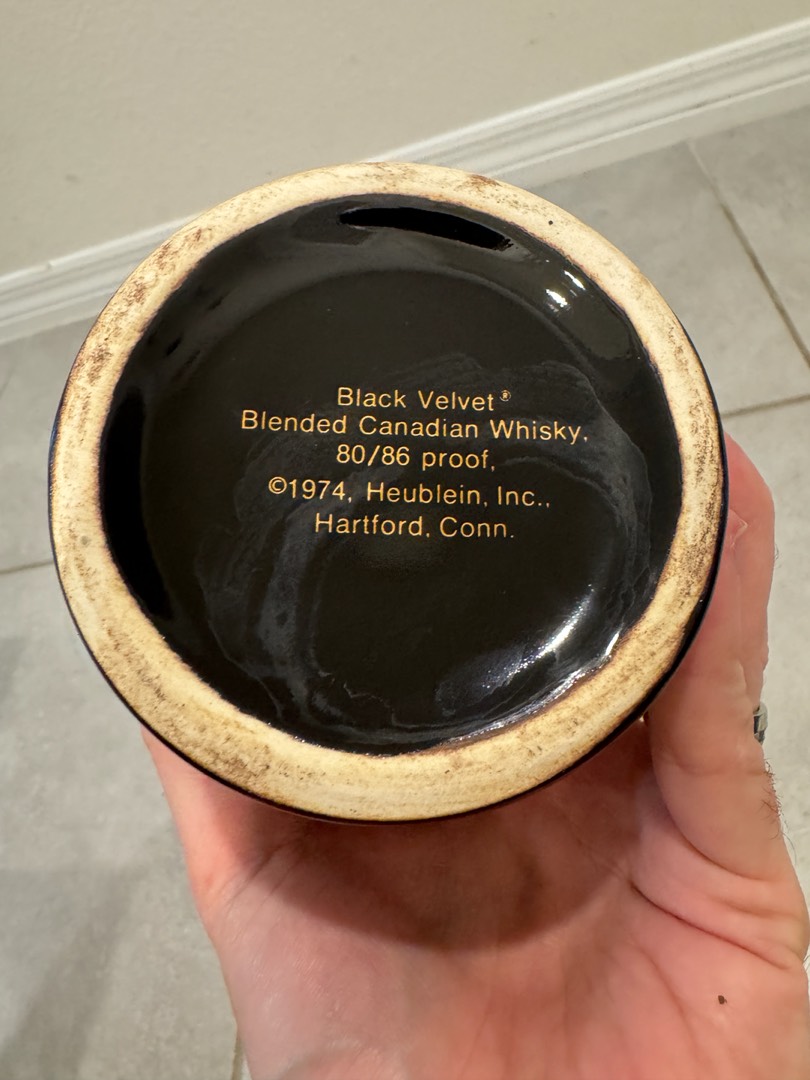 Black Velvet®
Blended Canadian Whisky,
80/86 proof,
©1974, Heublein, Inc.,
Hartford, Conn.